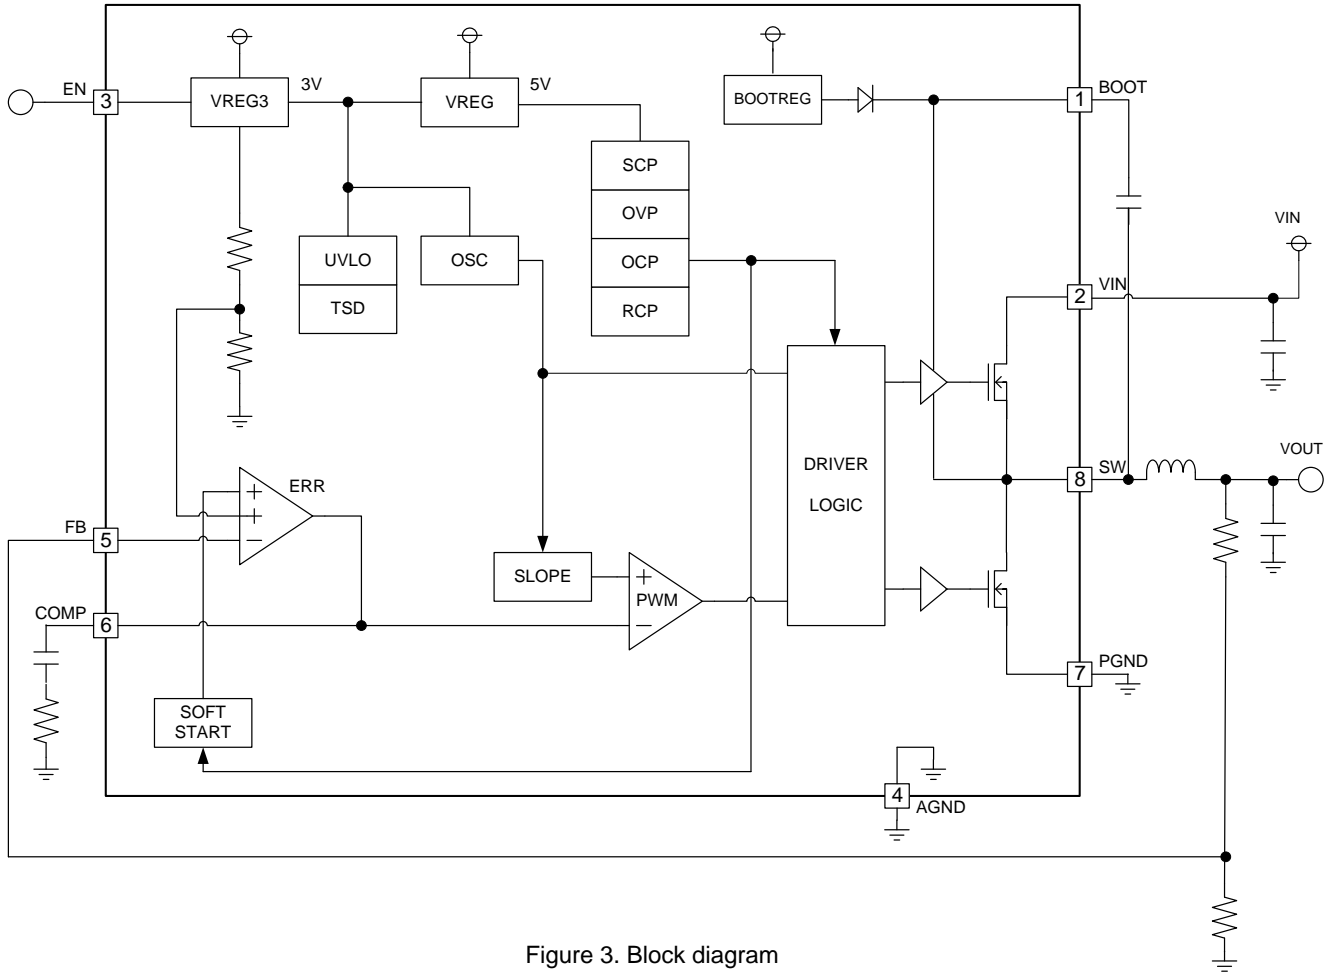 EN
3
VREG3
3V
VREG
5V
BOOTREG
1
BOOT
SCP
OVP
OCP
RCP
UVLO
TSD
OSC
VIN
2
VIN
DRIVER
LOGIC
8
SW
VOUT
ERR
+
+
−
FB
5
SLOPE
+
PWM
−
COMP
6
7
PGND
SOFT
START
4
AGND
Figure 3. Block diagram